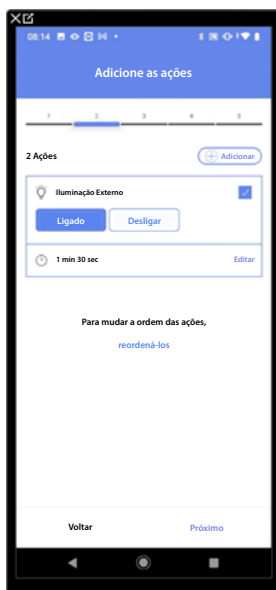 08:14
Adicione as ações
1 2 3 4 5
2 Ações
Adicionar
Iluminação Externo
Ligado Desligar
1 min 30 sec Editar
Para mudar a ordem das ações,
reordená-los
Voltar Próximo